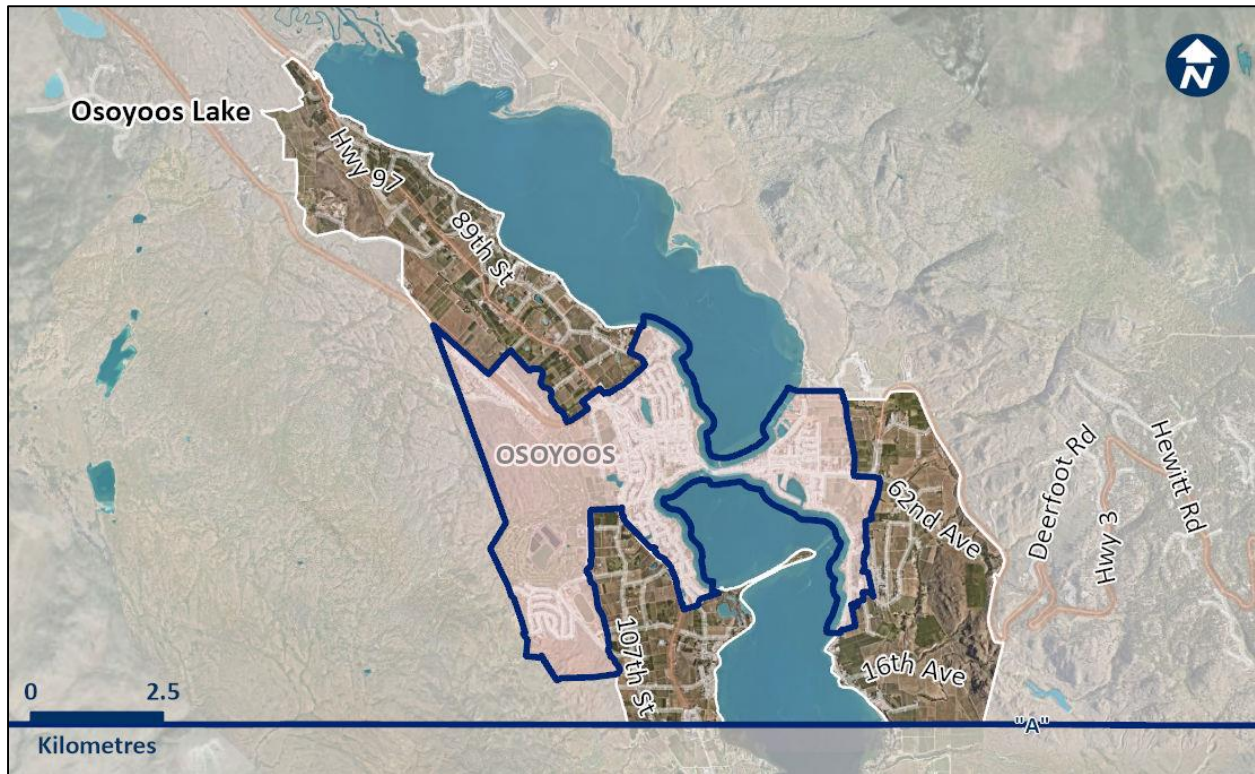 N
Osoyoos Lake
Hwy 97
89th St
OSOYOOS
62nd Ave
Deerfoot Rd
Hwy 3
Hewitt Rd
107th St
16th Ave
0 2.5
Kilometres
"A"